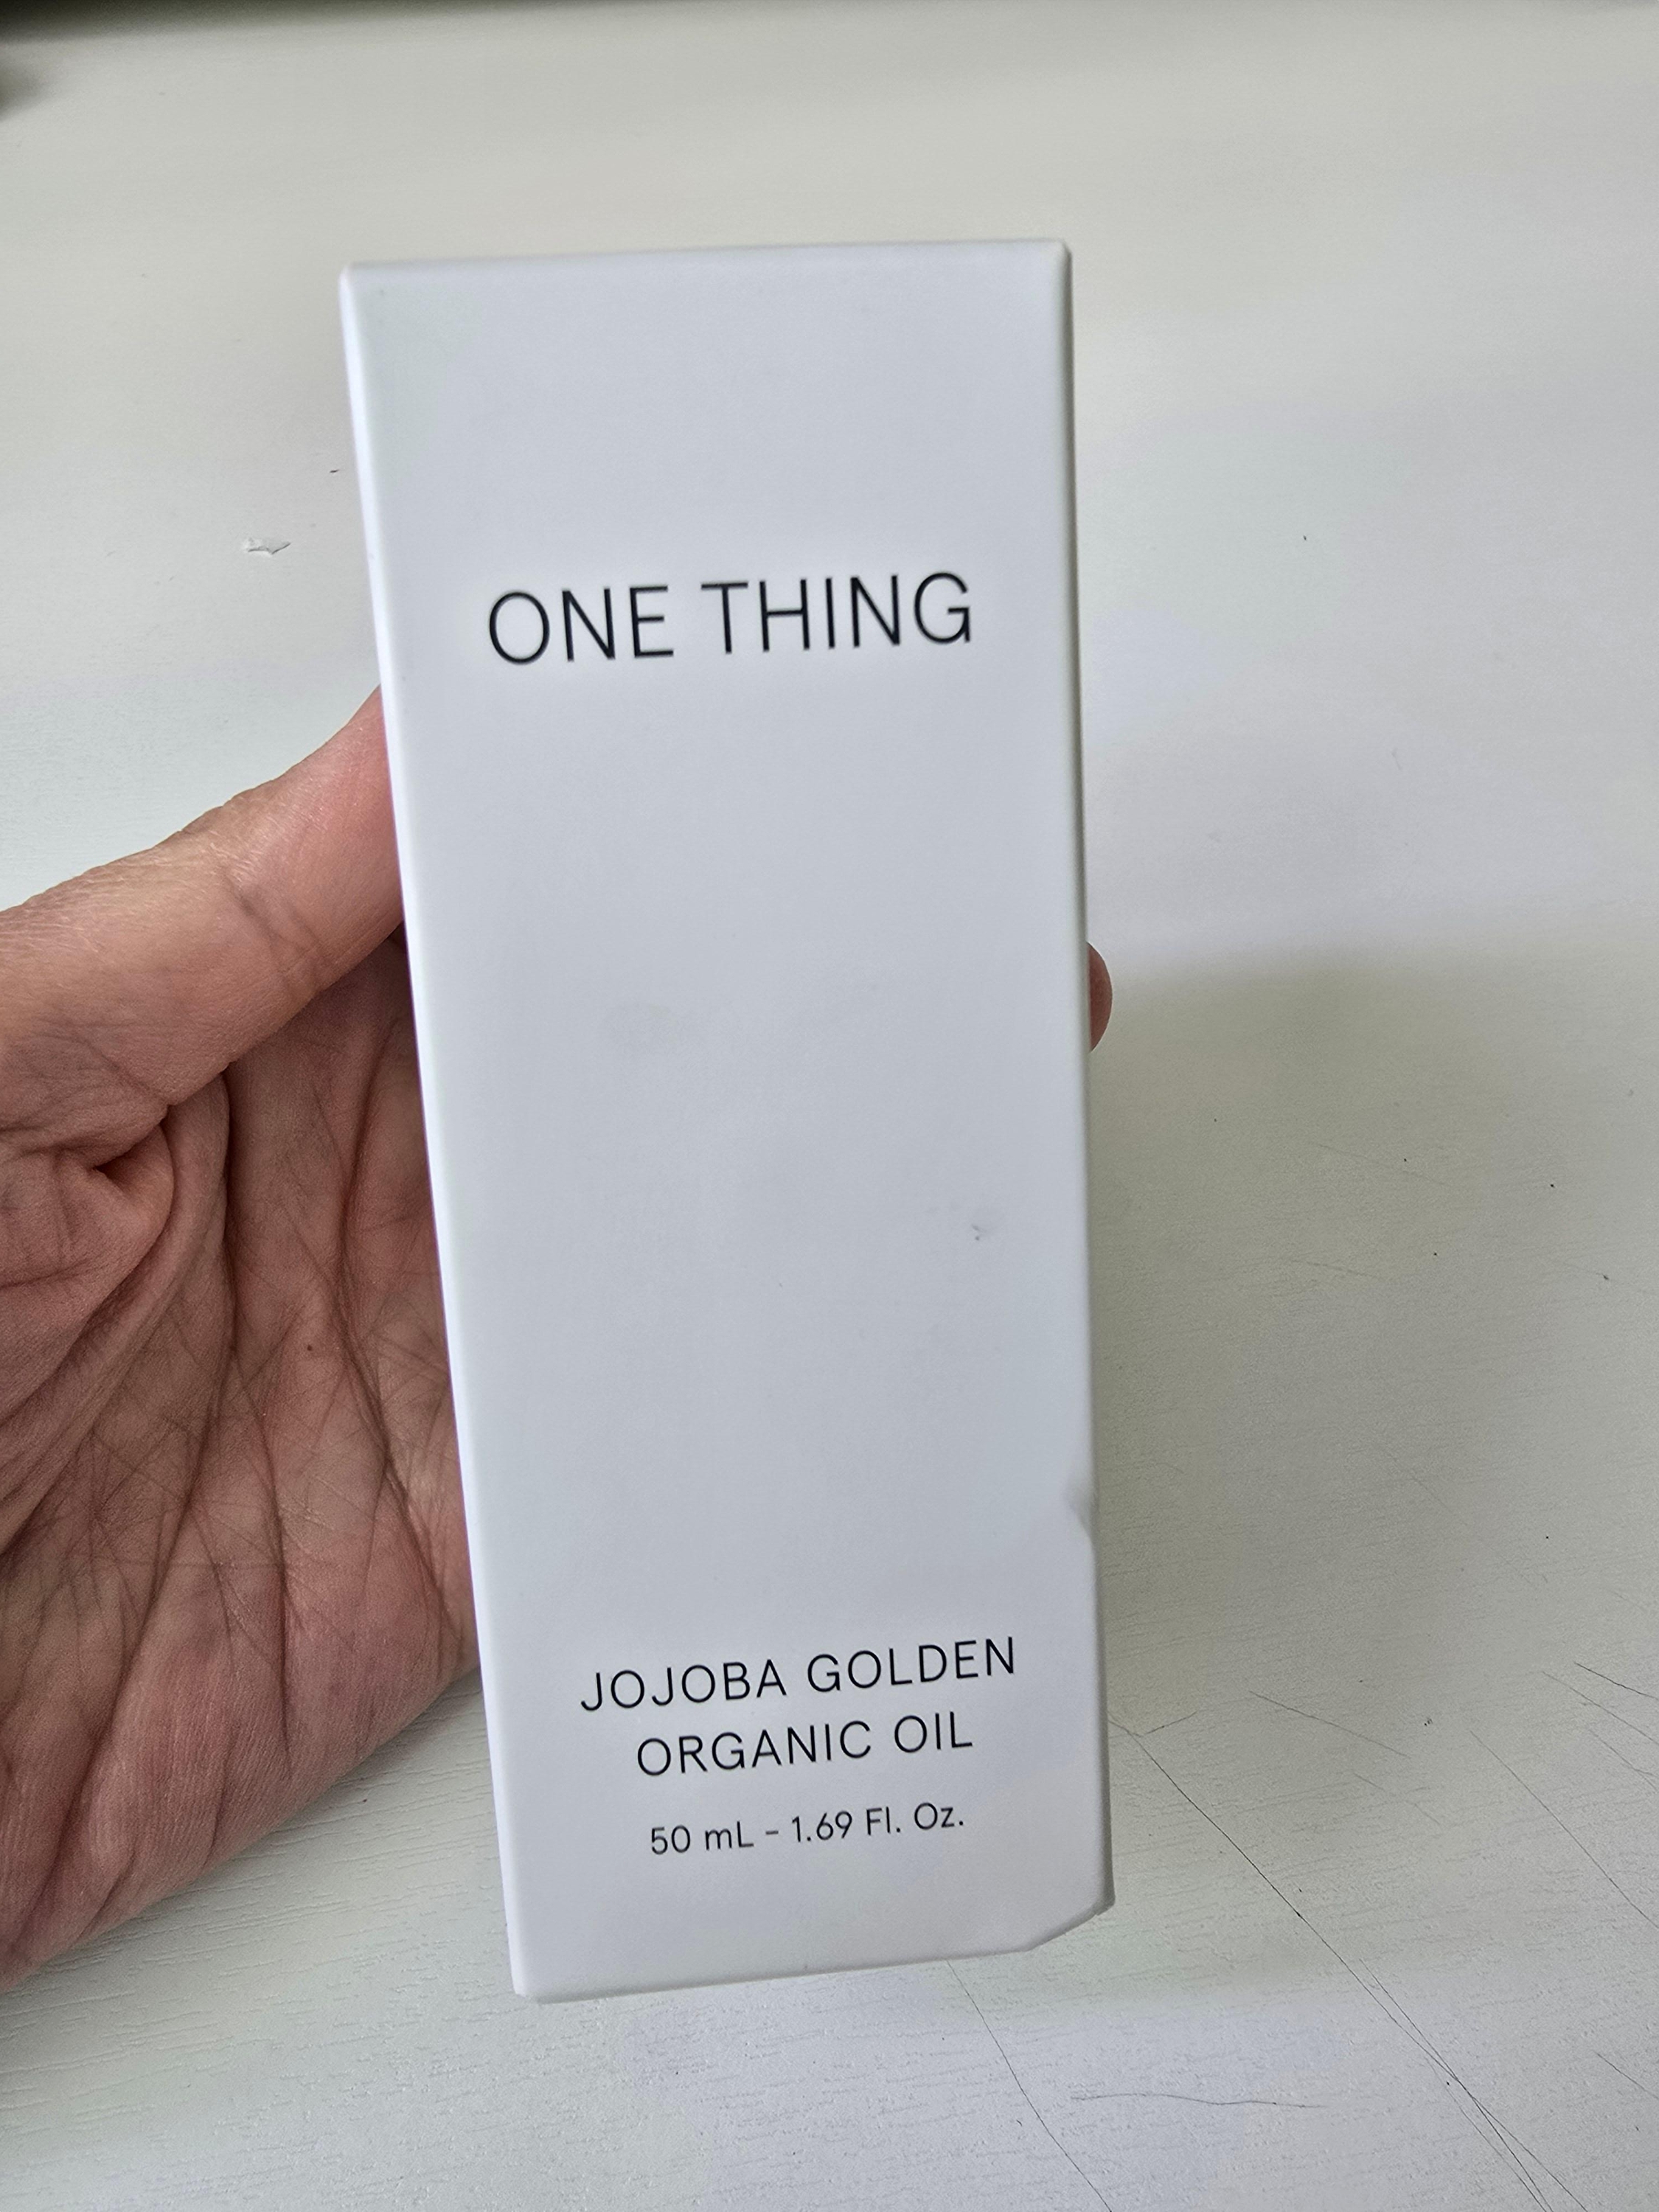 ONE THING
JOJOBA GOLDEN
ORGANIC OIL
50 mL - 1.69 Fl. Oz.